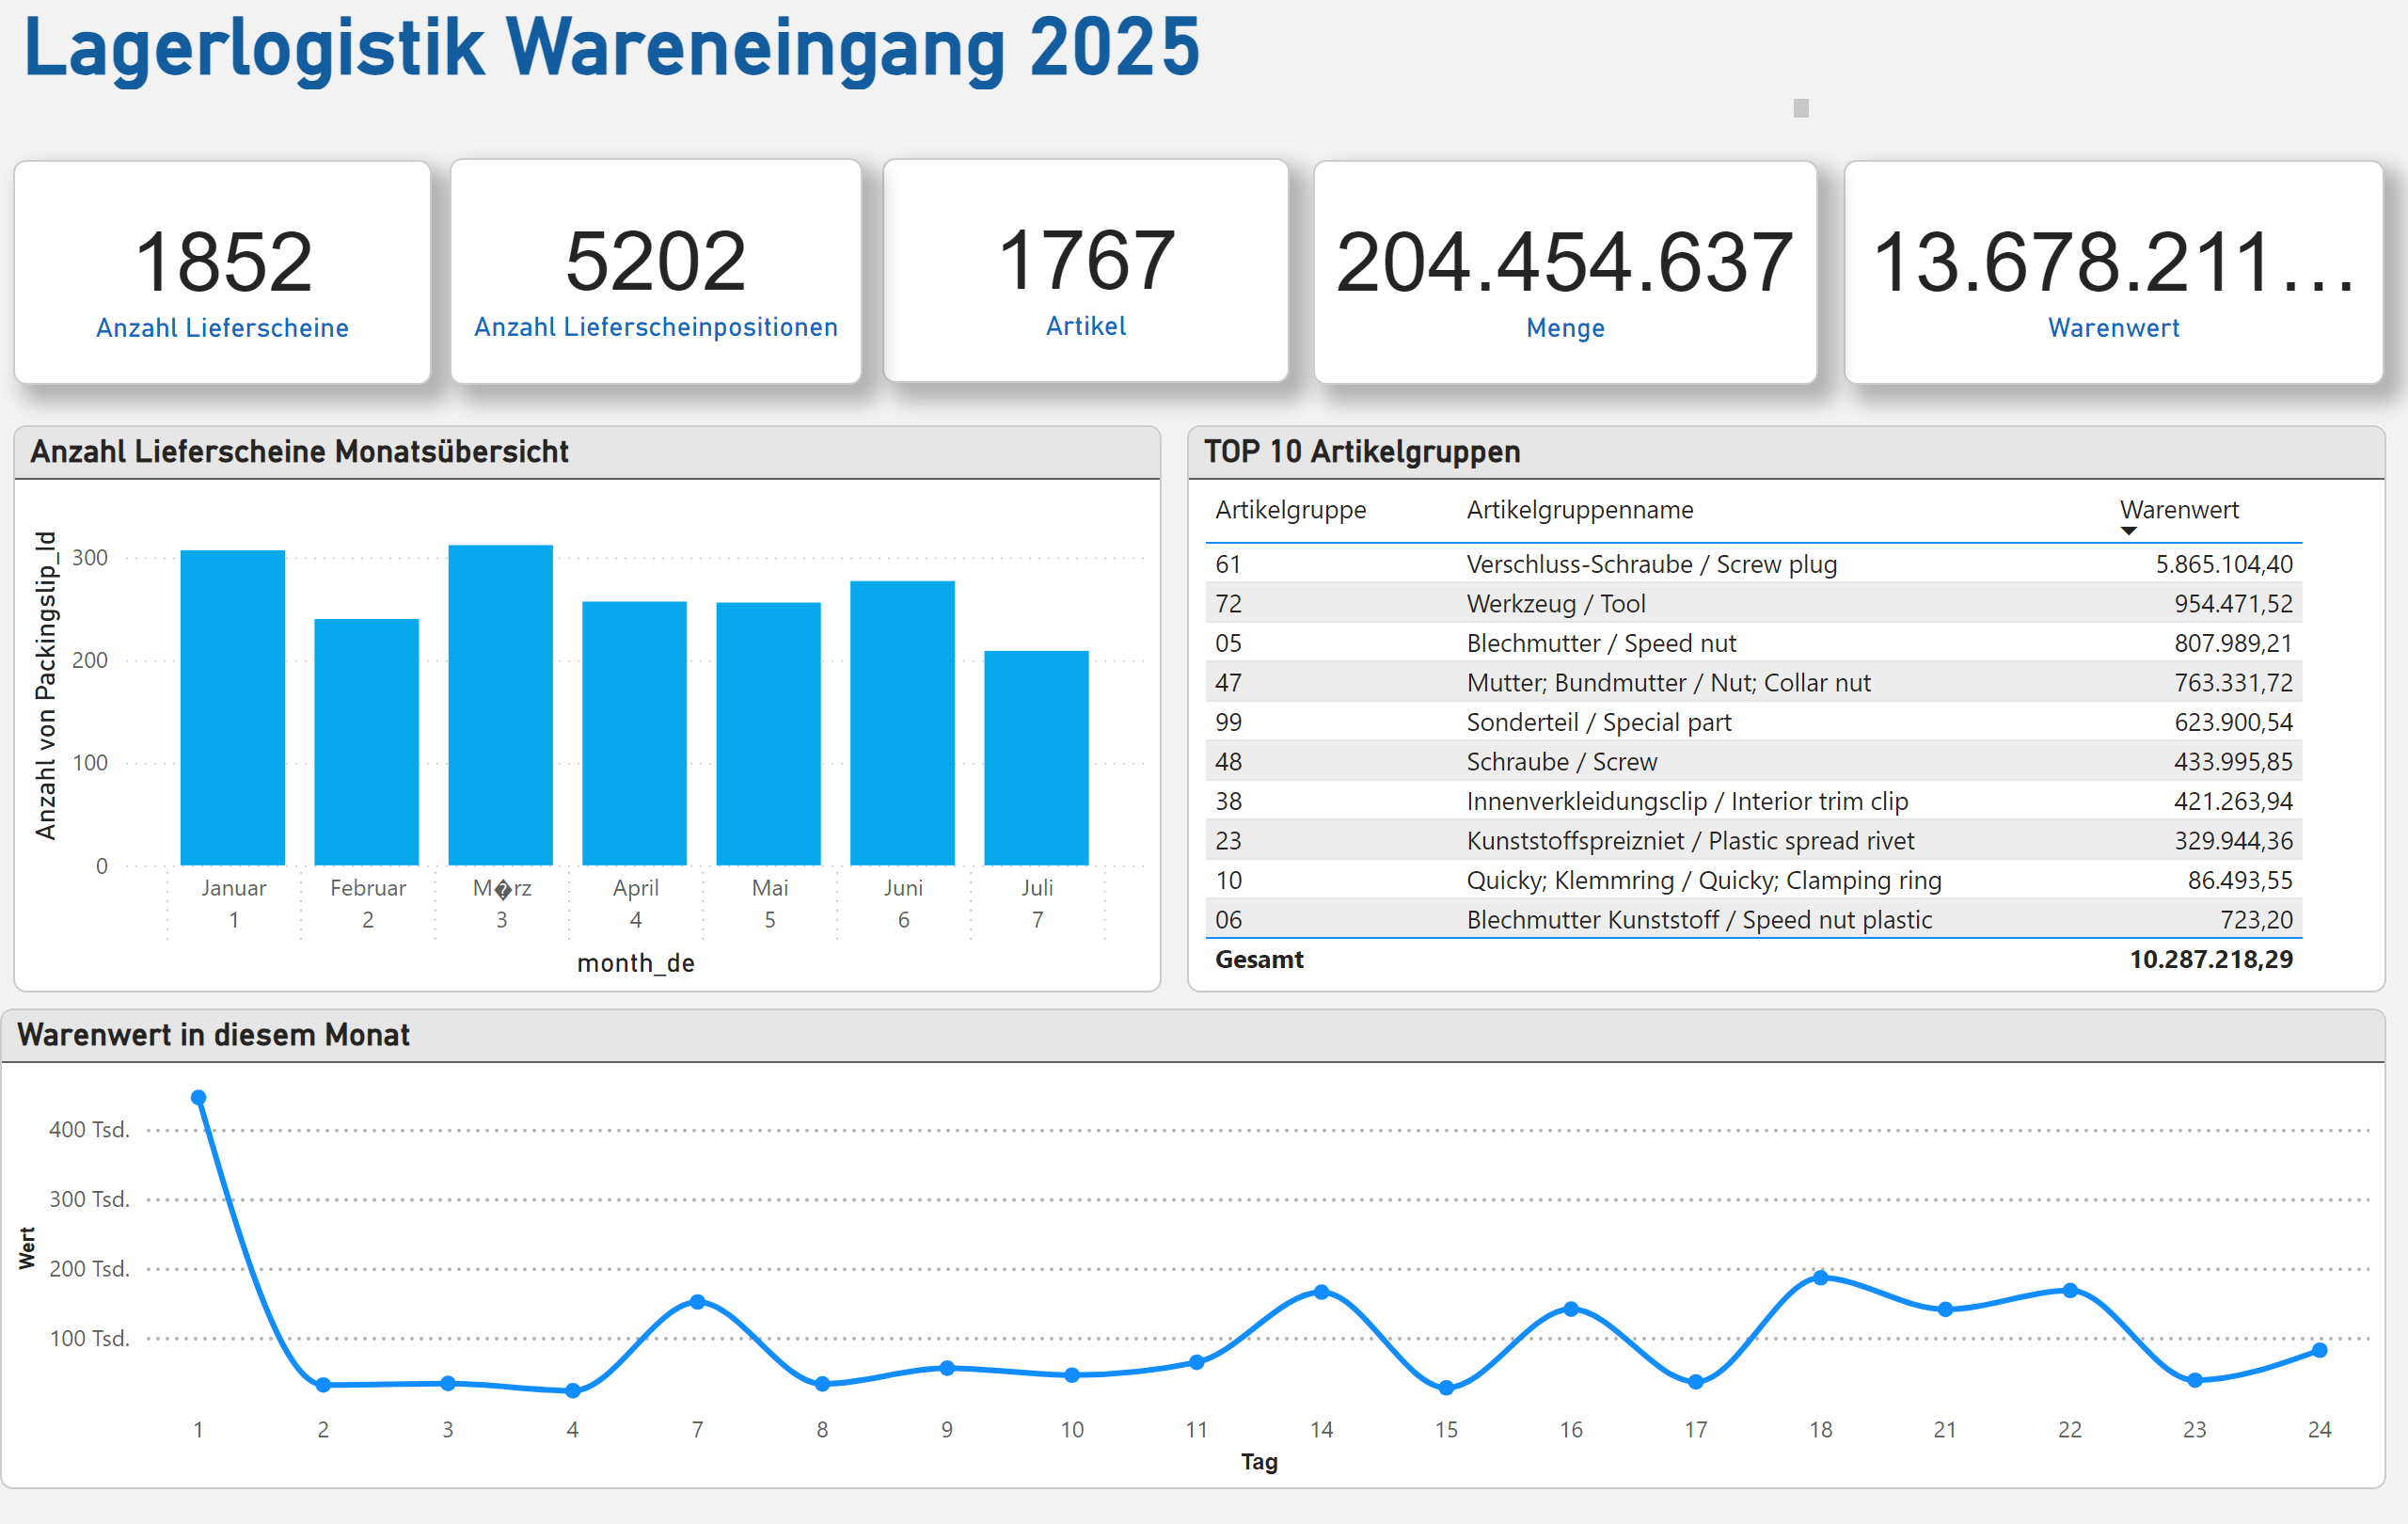 Lagerlogistik Wareneingang 2025
1852
Anzahl Lieferscheine
5202
Anzahl Lieferscheinpositionen
1767
Artikel
204.454.637
Menge
13.678.211...
Warenwert
Anzahl Lieferscheine Monatsübersicht
Anzahl von Packingslip_Id
300
200
100
0
Januar Februar M�rz April Mai Juni Juli
1 2 3 4 5 6 7
month_de
TOP 10 Artikelgruppen
Artikelgruppe Artikelgruppenname Warenwert
61 Verschluss-Schraube / Screw plug 5.865.104,40
72 Werkzeug / Tool 954.471,52
05 Blechmutter / Speed nut 807.989,21
47 Mutter; Bundmutter / Nut; Collar nut 763.331,72
99 Sonderteil / Special part 623.900,54
48 Schraube / Screw 433.995,85
38 Innenverkleidungsclip / Interior trim clip 421.263,94
23 Kunststoffspreizniet / Plastic spread rivet 329.944,36
10 Quicky; Klemmring / Quicky; Clamping ring 86.493,55
06 Blechmutter Kunststoff / Speed nut plastic 723,20
Gesamt 10.287.218,29
Warenwert in diesem Monat
Wert
400 Tsd.
300 Tsd.
200 Tsd.
100 Tsd.
1 2 3 4 7 8 9 10 11 14 15 16 17 18 21 22 23 24
Tag